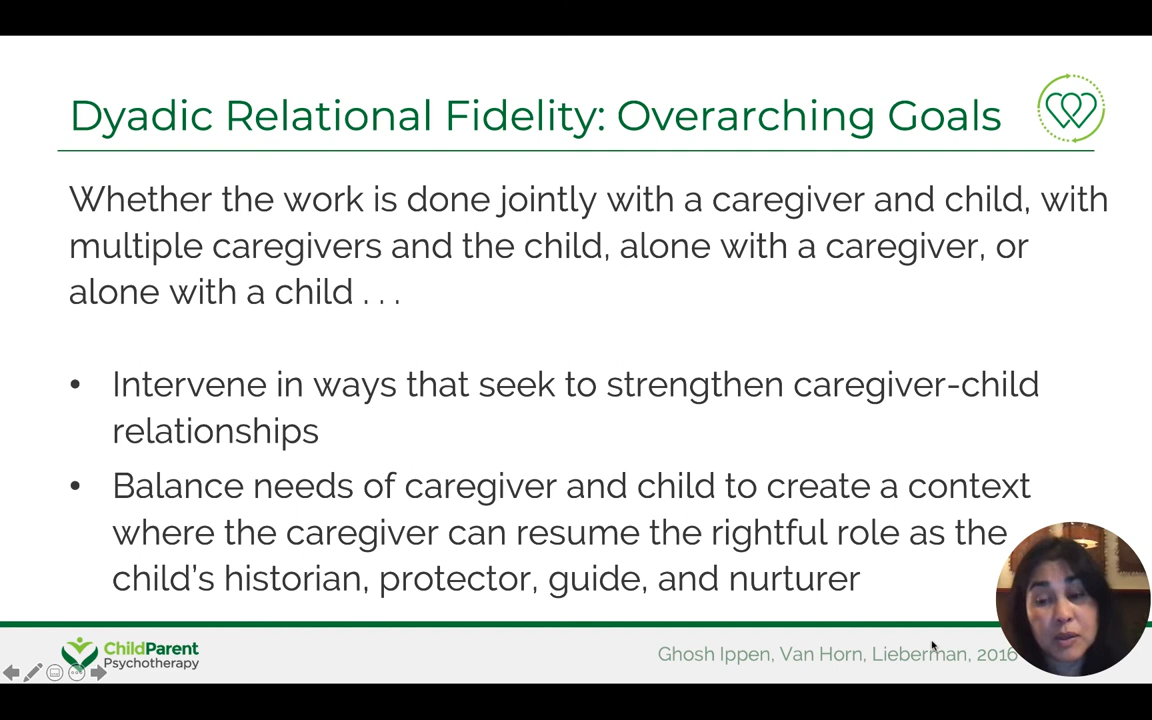 Dyadic Relational Fidelity: Overarching Goals
Whether the work is done jointly with a caregiver and child, with
multiple caregivers and the child, alone with a caregiver, or
alone with a child . . .
• Intervene in ways that seek to strengthen caregiver-child
relationships
• Balance needs of caregiver and child to create a context
where the caregiver can resume the rightful role as the
child's historian, protector, guide, and nurturer
ChildParent
Psychotherapy
Ghosh Ippen, Van Horn, Lieberman, 2016